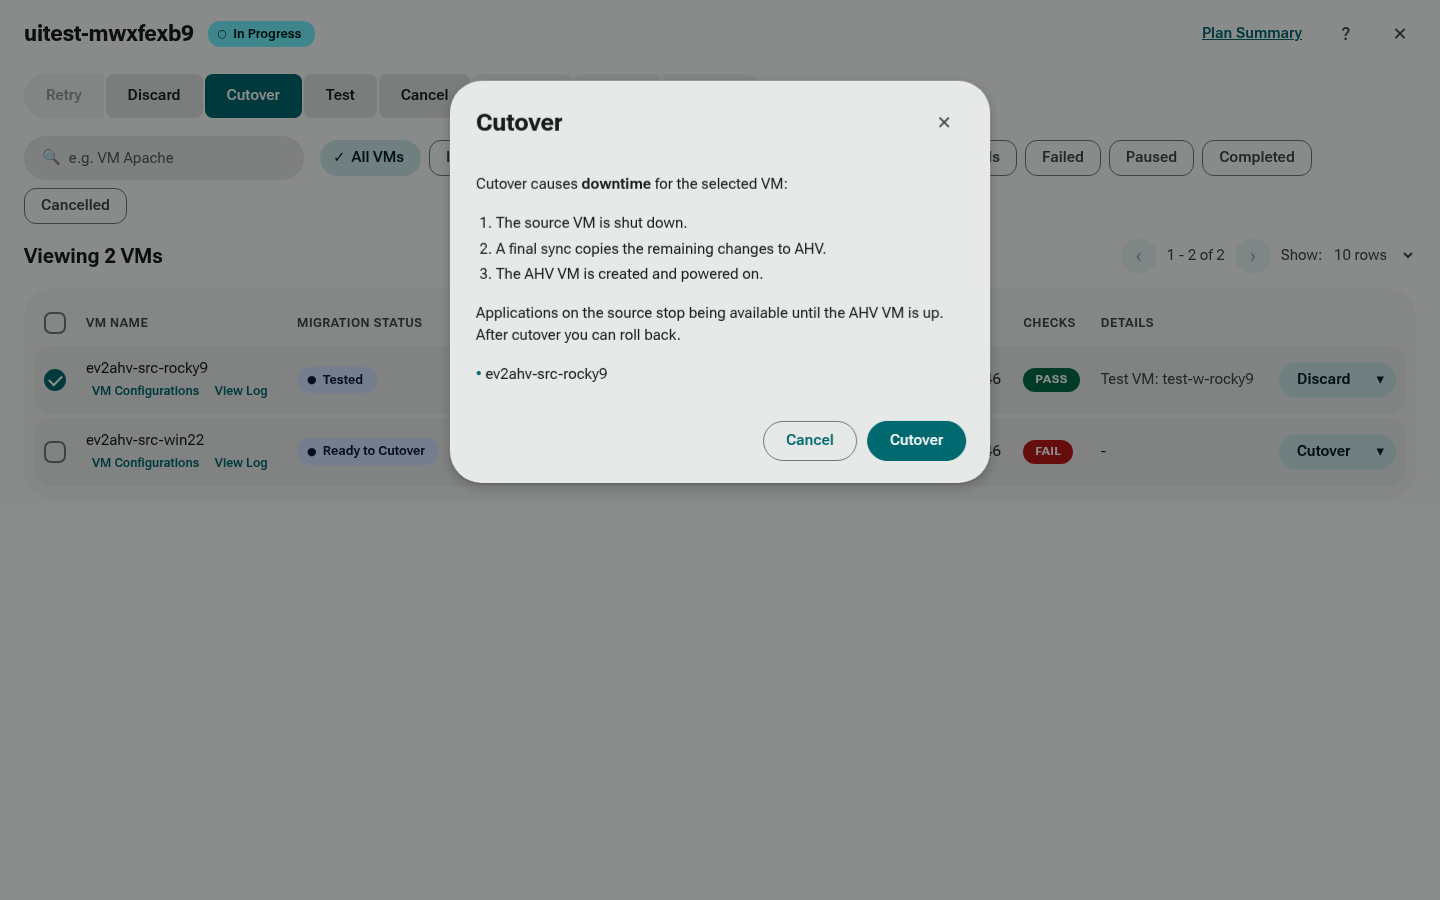 uitest-mwxfexb9
In Progress
Plan Summary
?
Retry
Discard
Cutover
Test
Cancel
e.g. VM Apache
✓ All VMs
Failed
Paused
Completed
Cancelled
Viewing 2 VMs
1 - 2 of 2
Show: 10 rows
VM NAME
MIGRATION STATUS
CHECKS
DETAILS
ev2ahv-src-rocky9
VM Configurations
View Log
Tested
PASS
Test VM: test-w-rocky9
Discard
ev2ahv-src-win22
VM Configurations
View Log
Ready to Cutover
FAIL
-
Cutover
Cutover
Cutover causes downtime for the selected VM:
1. The source VM is shut down.
2. A final sync copies the remaining changes to AHV.
3. The AHV VM is created and powered on.
Applications on the source stop being available until the AHV VM is up.
After cutover you can roll back.
• ev2ahv-src-rocky9
Cancel
Cutover